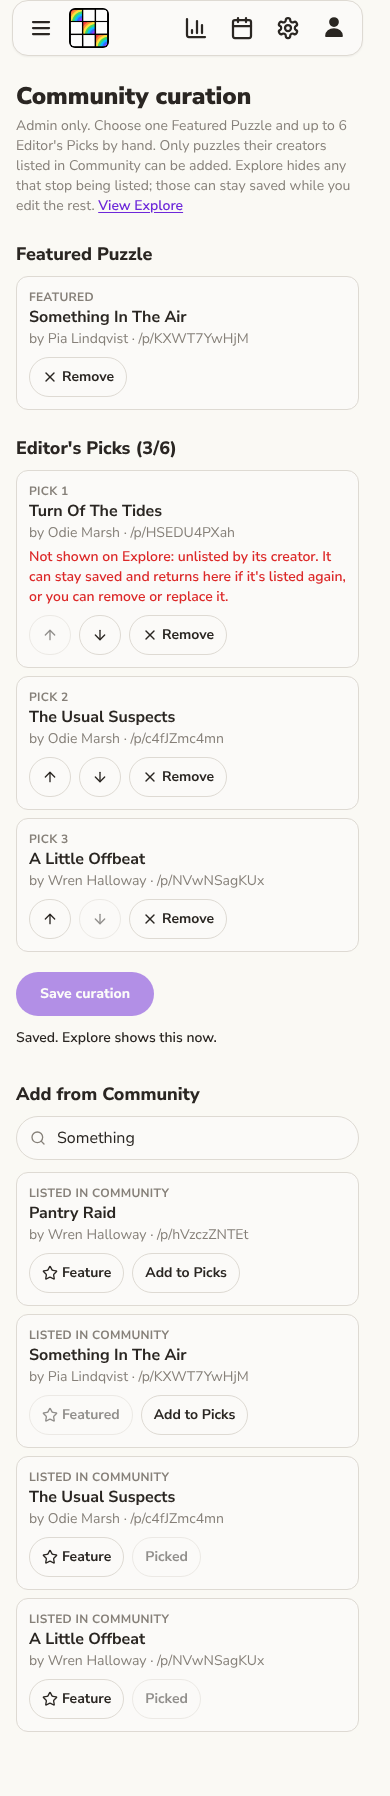 Community curation
Admin only. Choose one Featured Puzzle and up to 6
Editor's Picks by hand. Only puzzles their creators
listed in Community can be added. Explore hides any
that stop being listed; those can stay saved while you
edit the rest. View Explore
Featured Puzzle
FEATURED
Something In The Air
by Pia Lindqvist · /p/KXWT7YwHjM
Remove
Editor's Picks (3/6)
PICK 1
Turn Of The Tides
by Odie Marsh · /p/HSEDU4PXah
Not shown on Explore: unlisted by its creator. It
can stay saved and returns here if it's listed again,
or you can remove or replace it.
Remove
PICK 2
The Usual Suspects
by Odie Marsh · /p/c4fJZmc4mn
Remove
PICK 3
A Little Offbeat
by Wren Halloway · /p/NVwNSagKUx
Remove
Save curation
Saved. Explore shows this now.
Add from Community
Something
LISTED IN COMMUNITY
Pantry Raid
by Wren Halloway · /p/hVzczZNTEt
Feature Add to Picks
LISTED IN COMMUNITY
Something In The Air
by Pia Lindqvist · /p/KXWT7YwHjM
Featured Add to Picks
LISTED IN COMMUNITY
The Usual Suspects
by Odie Marsh · /p/c4fJZmc4mn
Feature Picked
LISTED IN COMMUNITY
A Little Offbeat
by Wren Halloway · /p/NVwNSagKUx
Feature Picked